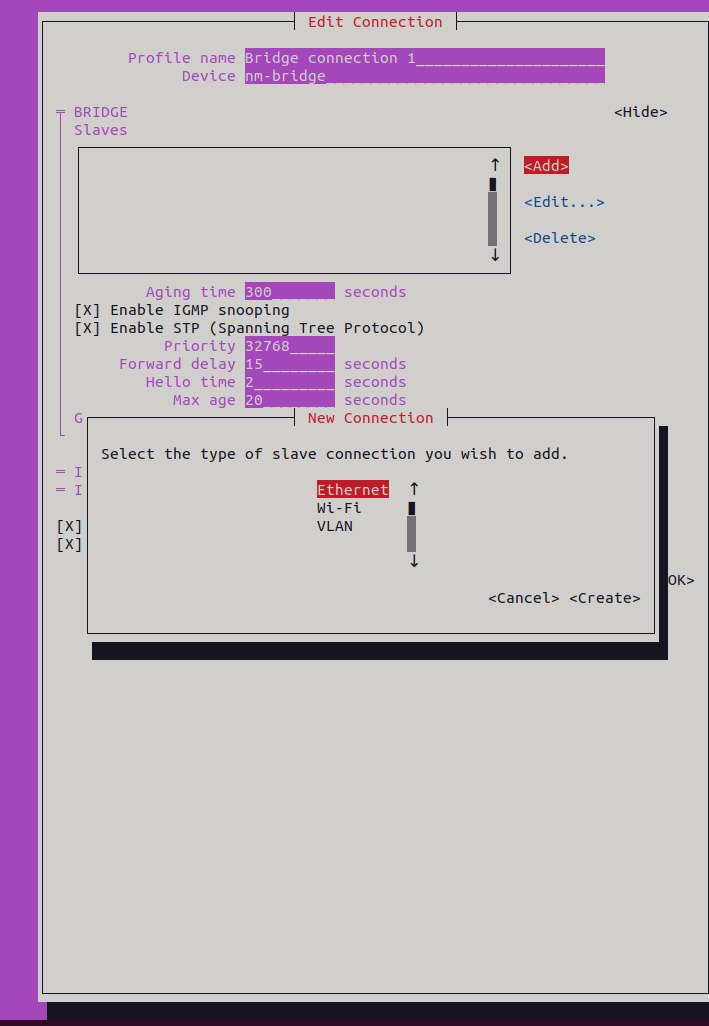 Edit Connection
Profile name Bridge connection 1_____________________
Device nm-bridge_______________________________
= BRIDGE <Hide>
Slaves
↑ <Add>
<Edit...>
↓ <Delete>
Aging time 300_______ seconds
[X] Enable IGMP snooping
[X] Enable STP (Spanning Tree Protocol)
Priority 32768_____
Forward delay 15________ seconds
Hello time 2_________ seconds
Max age 20________ seconds
G
New Connection
Select the type of slave connection you wish to add.
= I
= I
Ethernet ↑
Wi-Fi
[X] VLAN
[X]
↓
OK>
<Cancel> <Create>